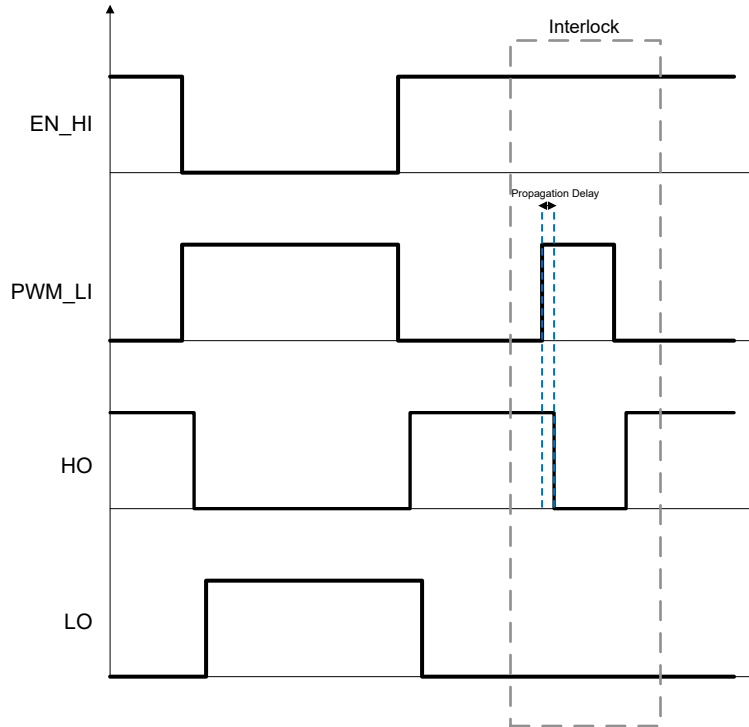 Interlock
EN_HI
Propagation Delay
PWM_LI
HO
LO